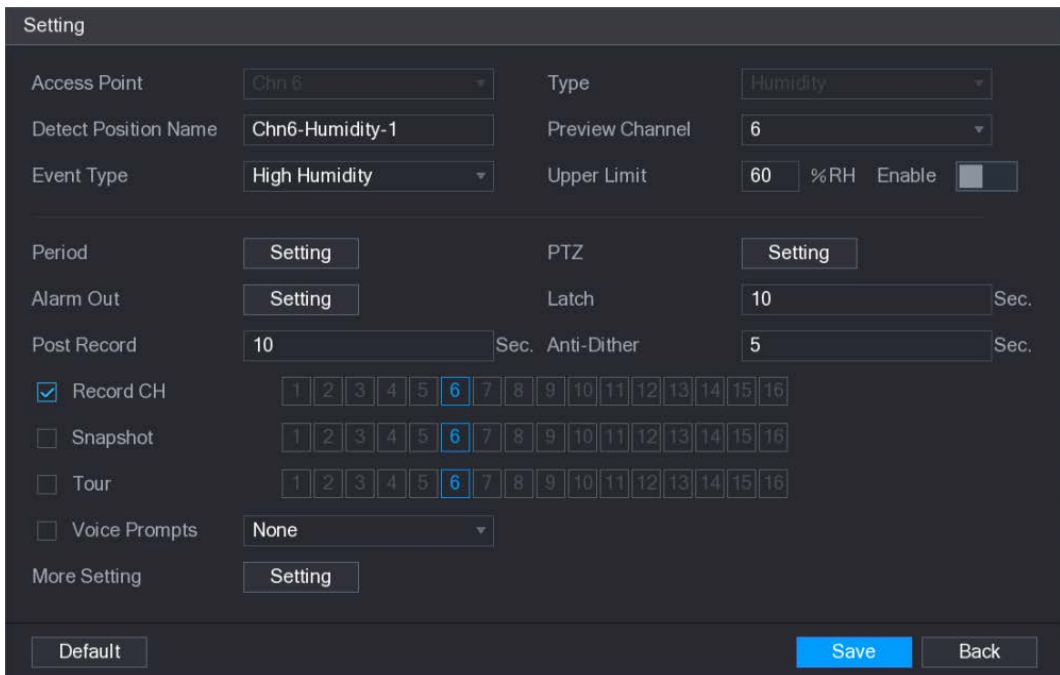 Setting
Access Point Chn 6 Type Humidity
Detect Position Name Chn6-Humidity-1 Preview Channel 6
Event Type High Humidity Upper Limit 60 %RH Enable
Period Setting PTZ Setting
Alarm Out Setting Latch 10 Sec.
Post Record 10 Sec. Anti-Dither 5 Sec.
Record CH 1 2 3 4 5 6 7 8 9 10 11 12 13 14 15 16
Snapshot 1 2 3 4 5 6 7 8 9 10 11 12 13 14 15 16
Tour 1 2 3 4 5 6 7 8 9 10 11 12 13 14 15 16
Voice Prompts None
More Setting Setting
Default Save Back